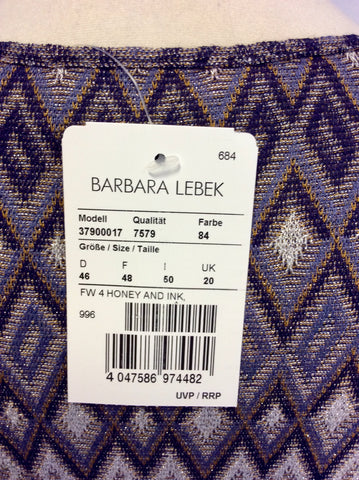 684
BARBARA LEBEK
Modell Qualität Farbe
37900017 7579 84
Größe / Size / Taille
D F I UK
46 48 50 20
FW 4 HONEY AND INK,
996
4 047586 974482
UVP / RRP